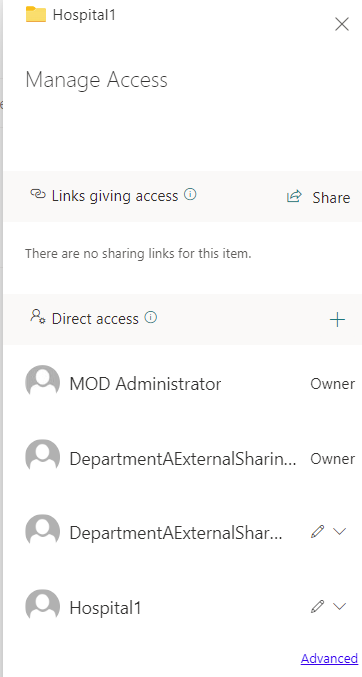 Hospital1
Manage Access
Links giving access
Share
There are no sharing links for this item.
Direct access
MOD Administrator
Owner
DepartmentAExternalSharin...
Owner
DepartmentAExternalShar...
Hospital1
Advanced